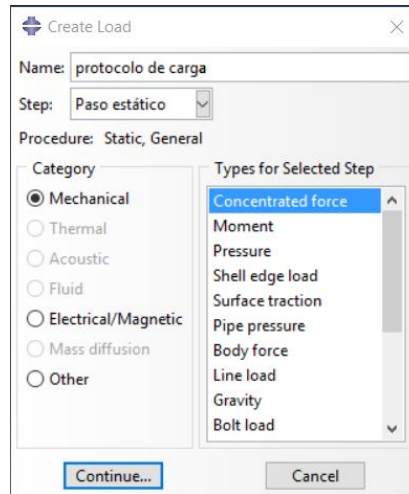 Create Load
Name: protocolo de carga
Step: Paso estático
Procedure: Static, General
Category
Mechanical
Thermal
Acoustic
Fluid
Electrical/Magnetic
Mass diffusion
Other
Types for Selected Step
Concentrated force
Moment
Pressure
Shell edge load
Surface traction
Pipe pressure
Body force
Line load
Gravity
Bolt load
Continue...
Cancel